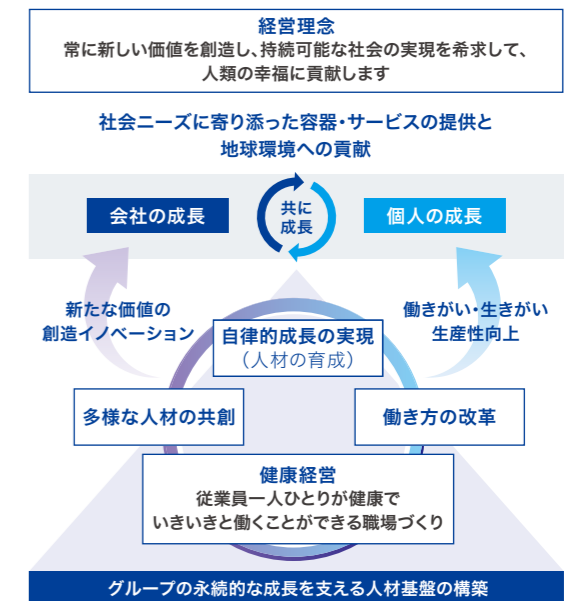 経営理念
常に新しい価値を創造し、持続可能な社会の実現を希求して、
人類の幸福に貢献します
社会ニーズに寄り添った容器・サービスの提供と
地球環境への貢献
会社の成長
共に
成長
個人の成長
新たな価値の
創造イノベーション
働きがい・生きがい
生産性向上
自律的成長の実現
（人材の育成）
多様な人材の共創
働き方の改革
健康経営
従業員一人ひとりが健康で
いきいきと働くことができる職場づくり
グループの永続的な成長を支える人材基盤の構築